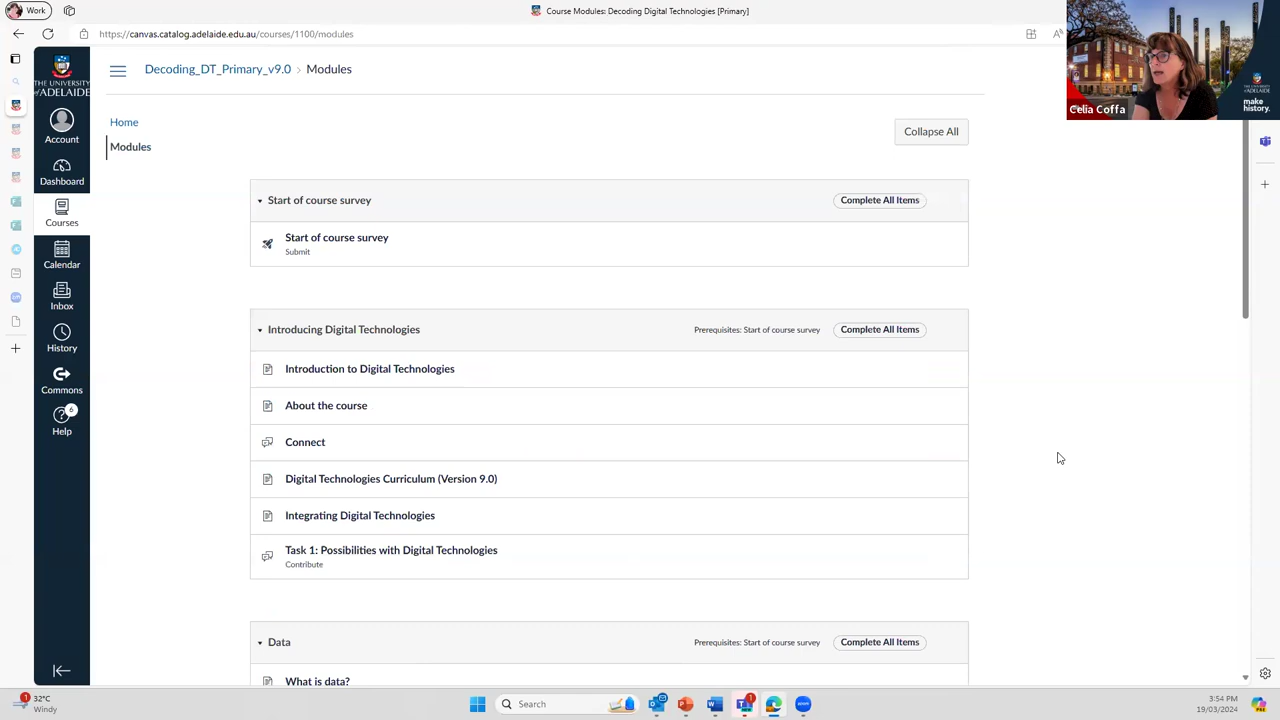 Work
Course Modules: Decoding Digital Technologies [Primary]
https://canvas.catalog.adelaide.edu.au/courses/1100/modules
THE UNIVERSITY
of ADELAIDE
Account
Dashboard
Courses
Calendar
Inbox
History
Commons
6
Help
Decoding_DT_Primary_v9.0 > Modules
Home
Modules
Collapse All
Start of course survey
Complete All Items
Start of course survey
Submit
Introducing Digital Technologies
Prerequisites: Start of course survey
Complete All Items
Introduction to Digital Technologies
About the course
Connect
Digital Technologies Curriculum (Version 9.0)
Integrating Digital Technologies
Task 1: Possibilities with Digital Technologies
Contribute
Data
Prerequisites: Start of course survey
Complete All Items
What is data?
Celia Coffa
make
history.
1
32°C
Windy
Search
1
3:54 PM
19/03/2024